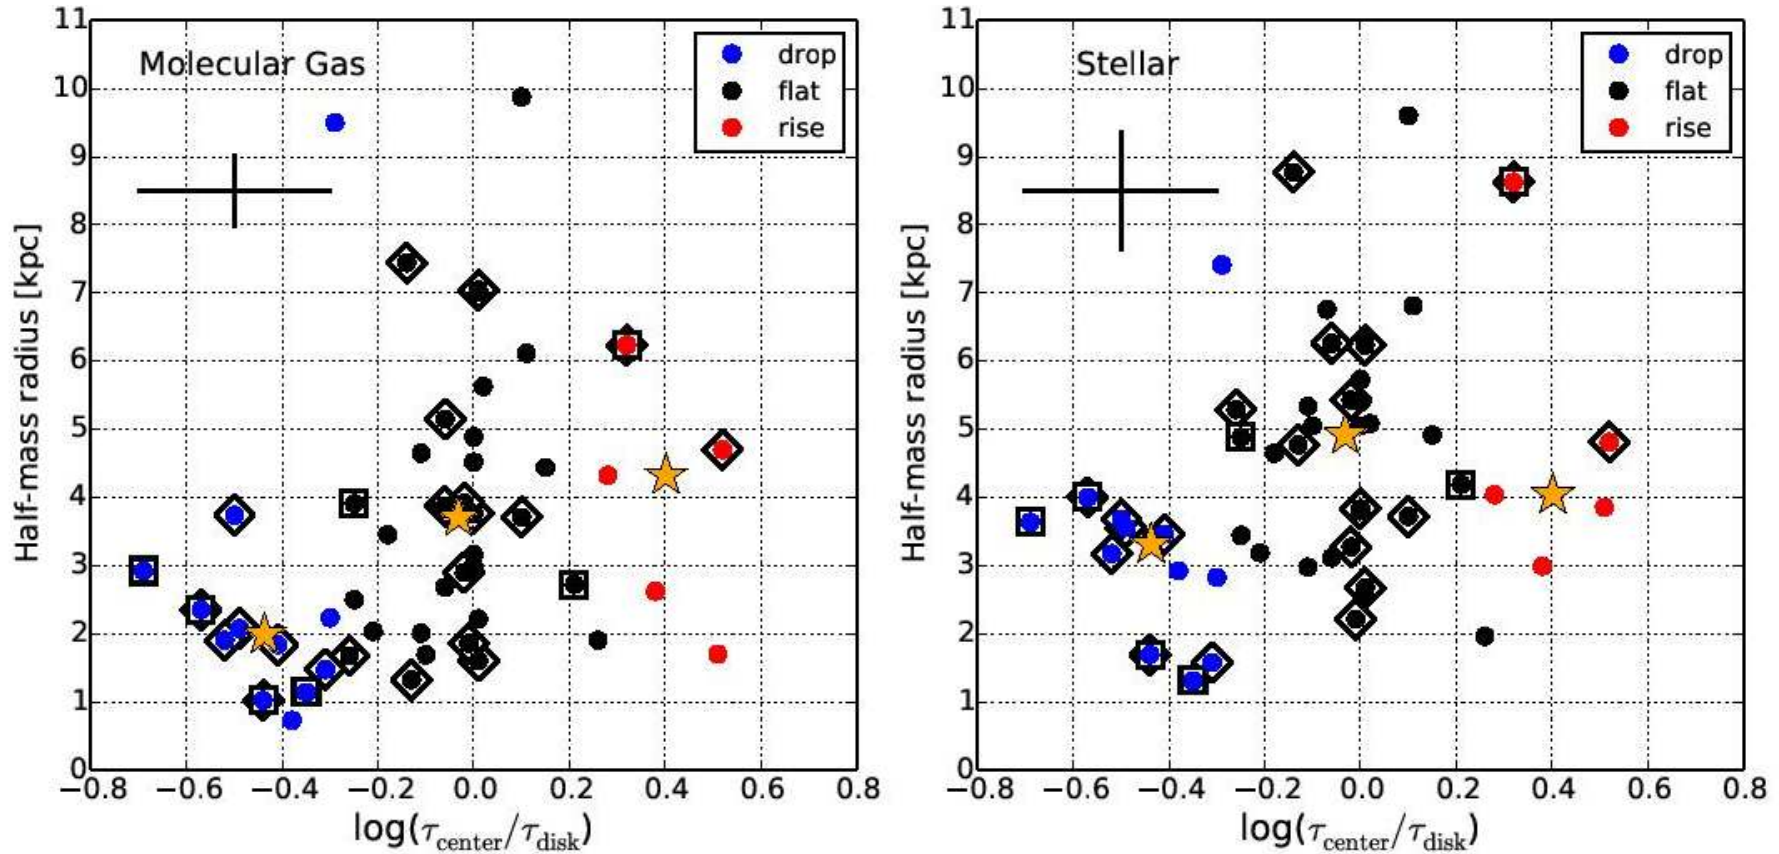 Molecular Gas
drop
flat
rise
Half-mass radius [kpc]
11
10
9
8
7
6
5
4
3
2
1
0
−0.8 −0.6 −0.4 −0.2 0.0 0.2 0.4 0.6 0.8
log(τcenter/τdisk)
Stellar
drop
flat
rise
Half-mass radius [kpc]
11
10
9
8
7
6
5
4
3
2
1
0
−0.8 −0.6 −0.4 −0.2 0.0 0.2 0.4 0.6 0.8
log(τcenter/τdisk)